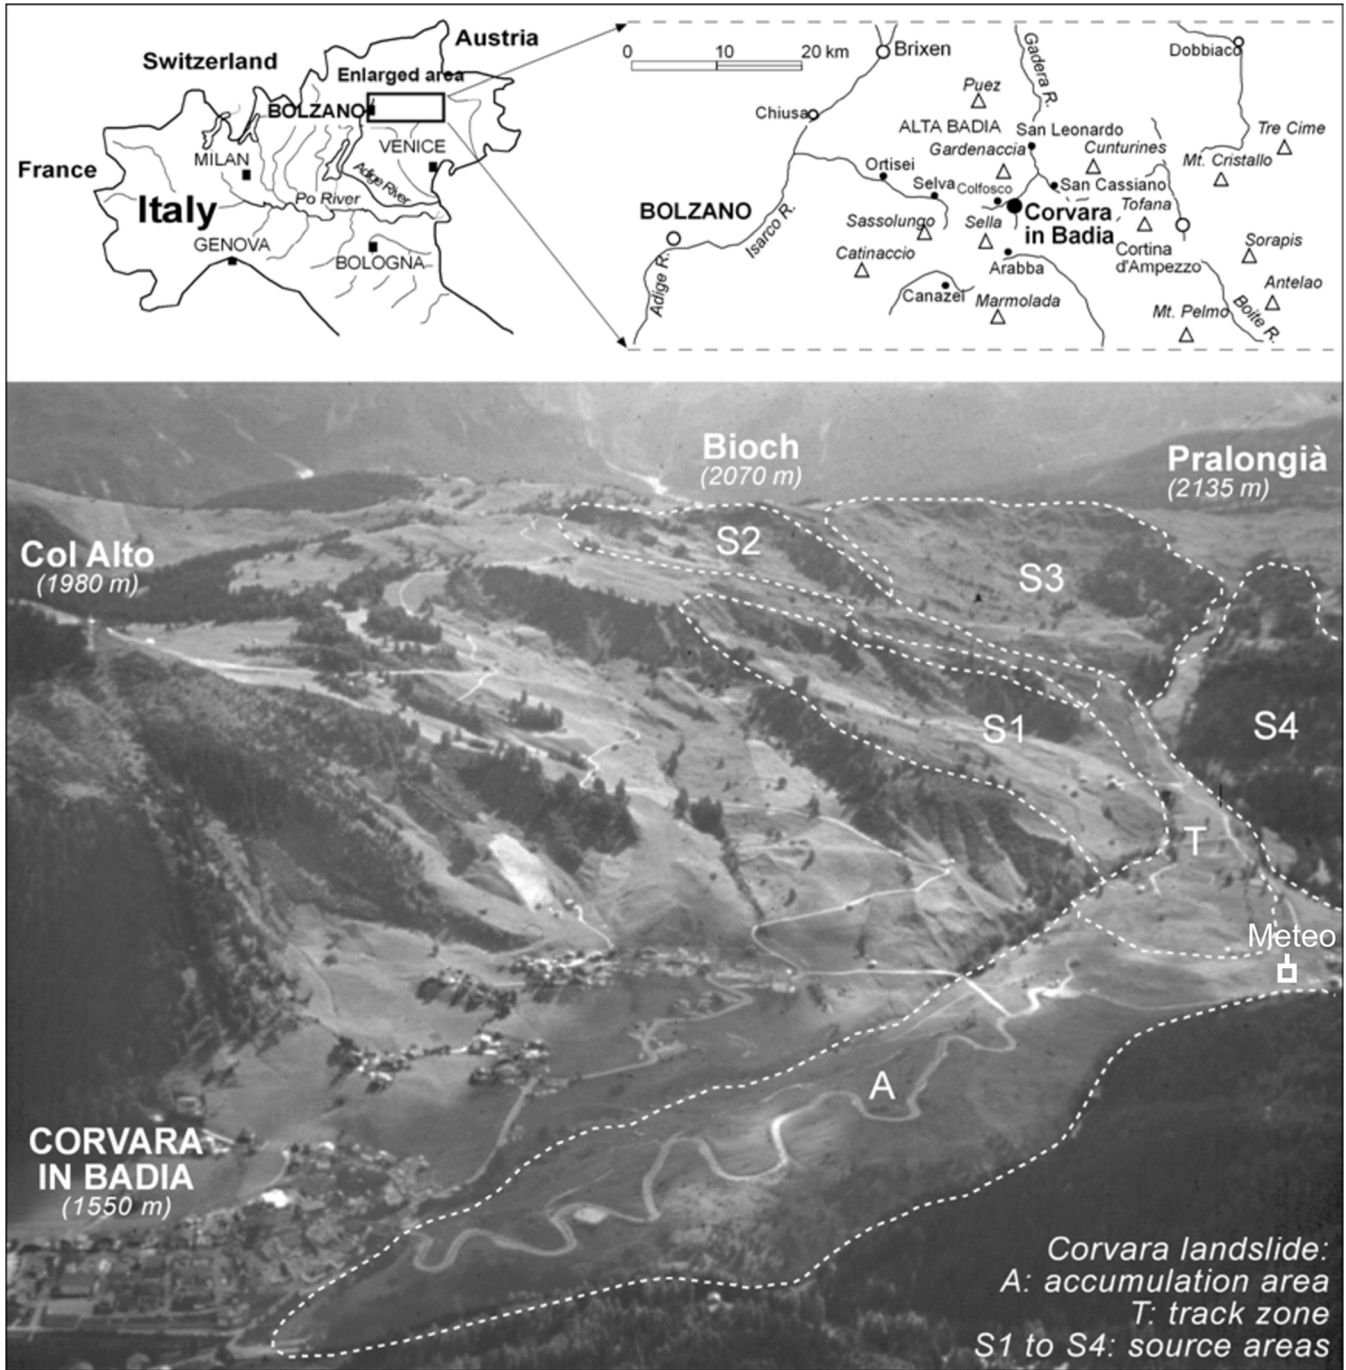 Austria
Switzerland
Enlarged area
BOLZANO
France
MILAN
VENICE
Adige River
Po River
Italy
GENOVA
BOLOGNA
0 10 20 km
Brixen
Gadera R.
Dobbiaco
Puez
Chiusa
ALTA BADIA
San Leonardo
Tre Cime
Gardenaccia
Cunturines
Mt. Cristallo
Ortisei
Selva
Colfosco
San Cassiano
BOLZANO
Corvara
in Badia
Tofana
Sassolungo
Sella
Isarco R.
Catinaccio
Cortina
d'Ampezzo
Sorapis
Arabba
Adige R.
Canazei
Marmolada
Antelao
Mt. Pelmo
Boite R.
Bioch
(2070 m)
Pralongià
(2135 m)
Col Alto
(1980 m)
S2
S3
S1
S4
T
Meteo
A
CORVARA
IN BADIA
(1550 m)
Corvara landslide:
A: accumulation area
T: track zone
S1 to S4: source areas